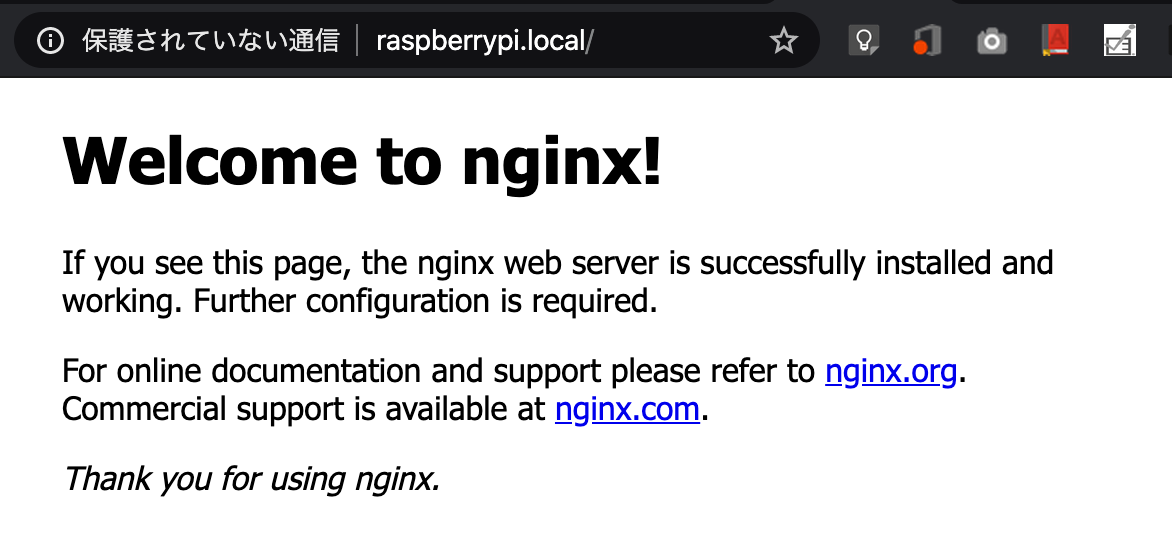 保護されていない通信 raspberrypi.local/
Welcome to nginx!
If you see this page, the nginx web server is successfully installed and
working. Further configuration is required.
For online documentation and support please refer to nginx.org.
Commercial support is available at nginx.com.
Thank you for using nginx.